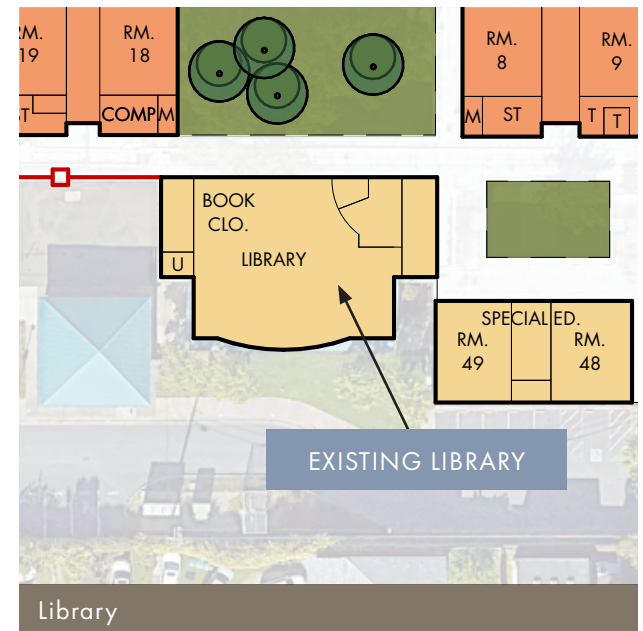 RM.
19
RM.
18
RM.
8
RM.
9
ST
COMP
M
M
ST
T
T
BOOK
CLO.
U
LIBRARY
SPECIAL ED.
RM.
49
RM.
48
EXISTING LIBRARY
Library